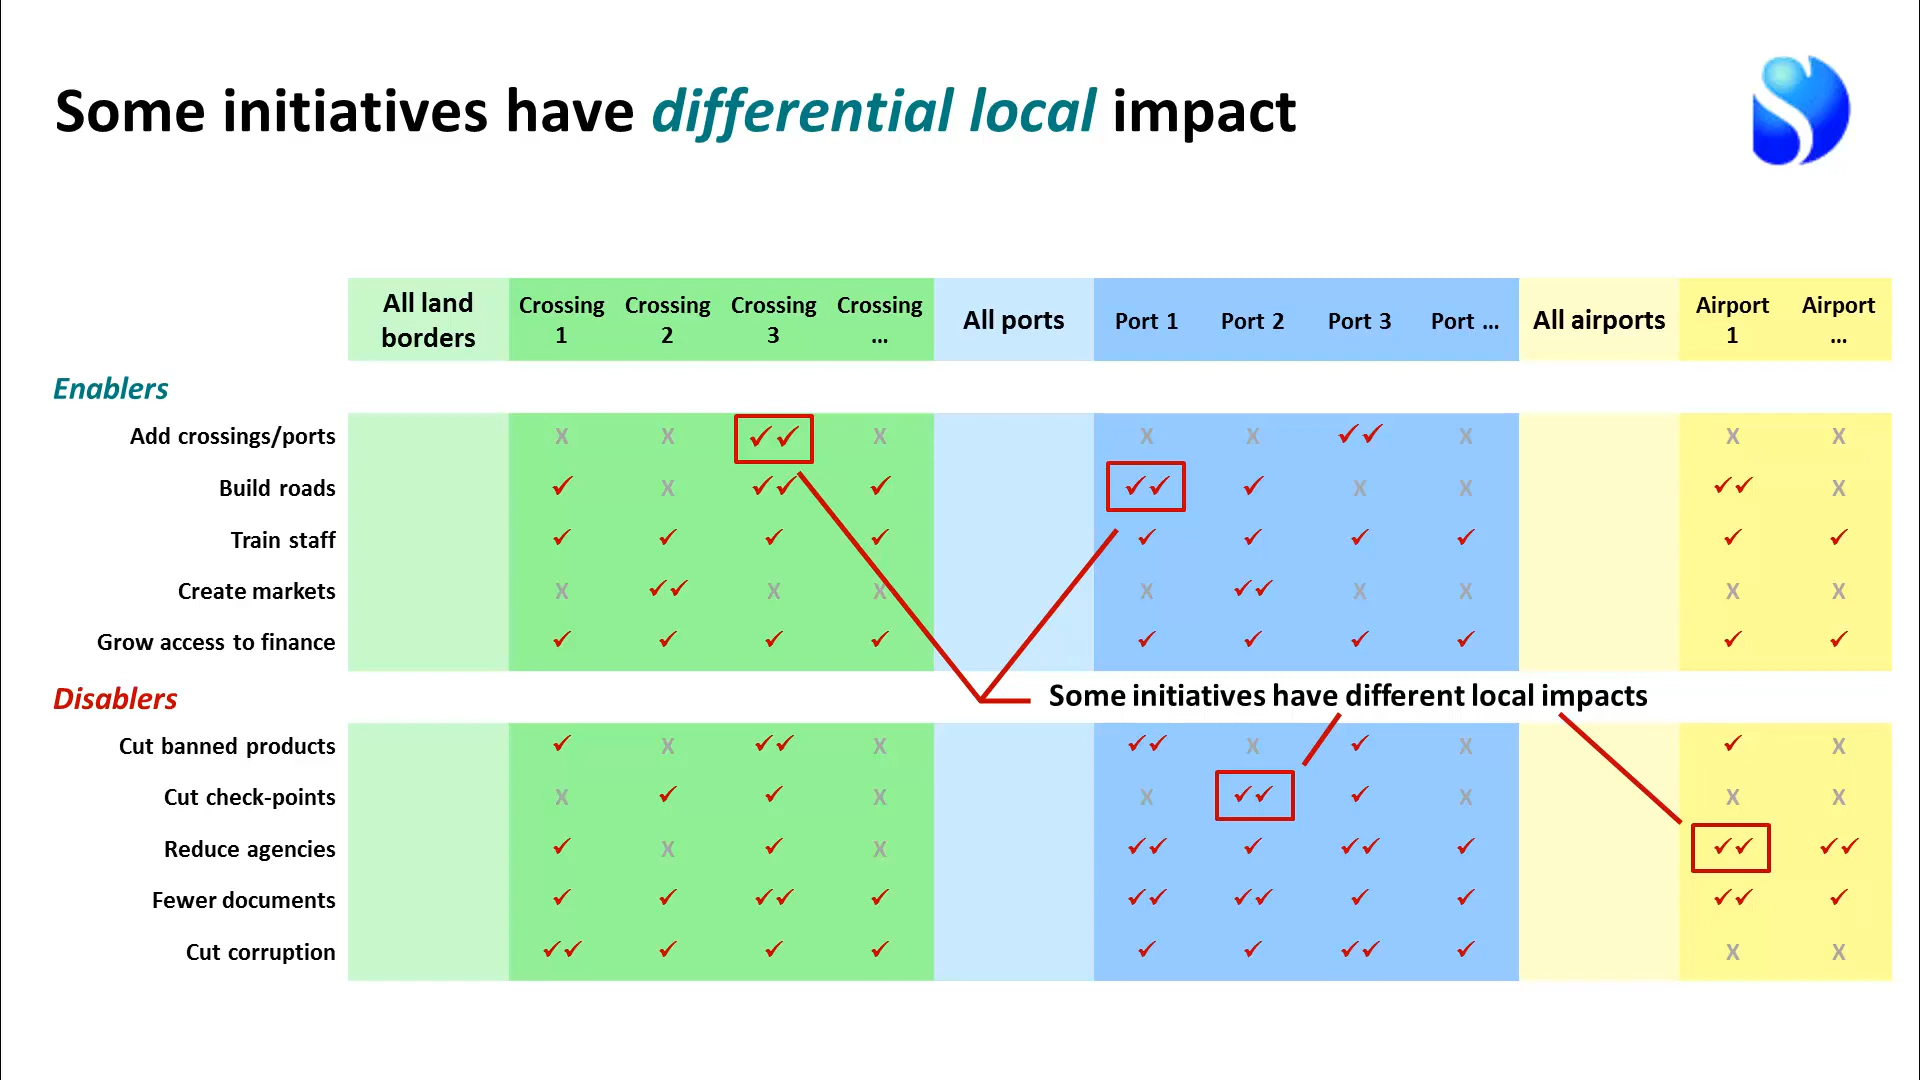 Some initiatives have differential local impact
All land borders Crossing 1 Crossing 2 Crossing 3 Crossing ... All ports Port 1 Port 2 Port 3 Port ... All airports Airport 1 Airport ...
Enablers
Add crossings/ports X X ✓✓ X X X ✓✓ X X X
Build roads ✓ X ✓✓ ✓ ✓✓ ✓ X X ✓✓ X
Train staff ✓ ✓ ✓ ✓ ✓ ✓ ✓ ✓ ✓ ✓
Create markets X ✓✓ X X X ✓✓ X X X X
Grow access to finance ✓ ✓ ✓ ✓ ✓ ✓ ✓ ✓ ✓ ✓
Disablers
Some initiatives have different local impacts
Cut banned products ✓ X ✓✓ X ✓✓ X ✓ X ✓ X
Cut check-points X ✓ ✓ X X ✓✓ ✓ X X X
Reduce agencies ✓ X ✓ X ✓✓ ✓ ✓✓ ✓ ✓✓ ✓✓
Fewer documents ✓ ✓ ✓✓ ✓ ✓✓ ✓✓ ✓ ✓ ✓✓ ✓
Cut corruption ✓✓ ✓ ✓ ✓ ✓ ✓ ✓✓ ✓ X X